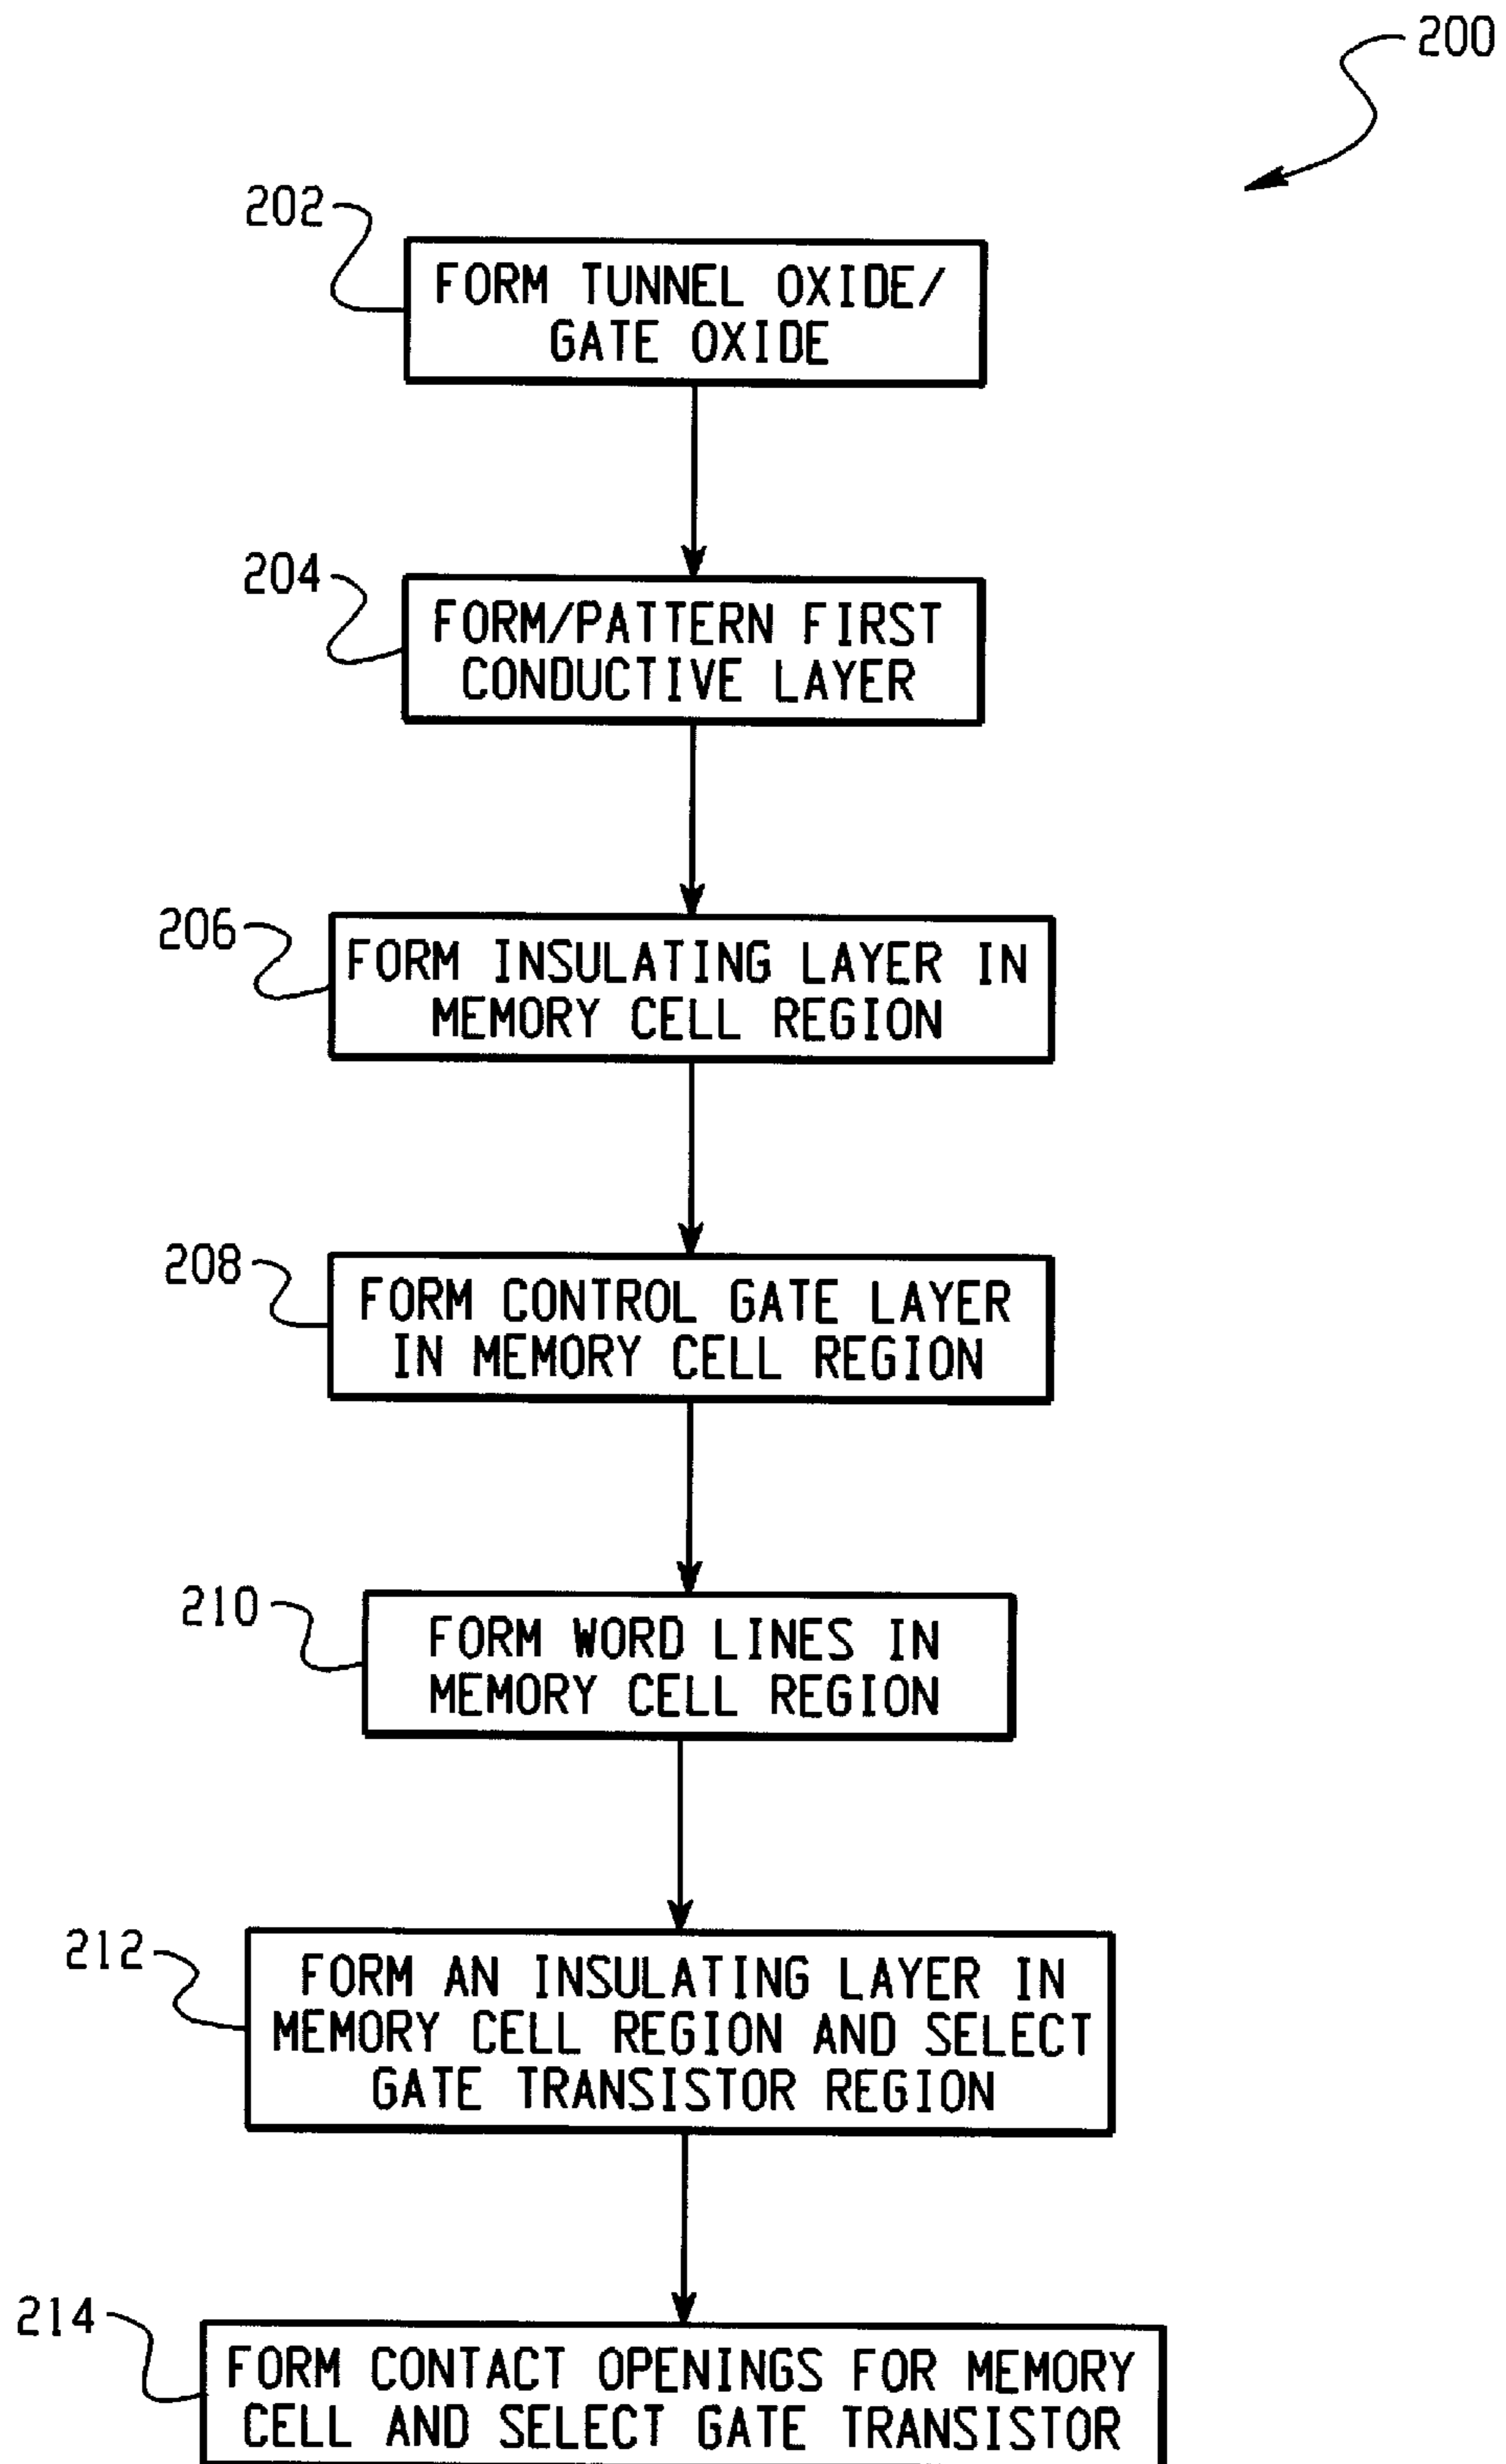 200
202
FORM TUNNEL OXIDE/
GATE OXIDE
204
FORM/PATTERN FIRST
CONDUCTIVE LAYER
206
FORM INSULATING LAYER IN
MEMORY CELL REGION
208
FORM CONTROL GATE LAYER
IN MEMORY CELL REGION
210
FORM WORD LINES IN
MEMORY CELL REGION
212
FORM AN INSULATING LAYER IN
MEMORY CELL REGION AND SELECT
GATE TRANSISTOR REGION
214
FORM CONTACT OPENINGS FOR MEMORY
CELL AND SELECT GATE TRANSISTOR